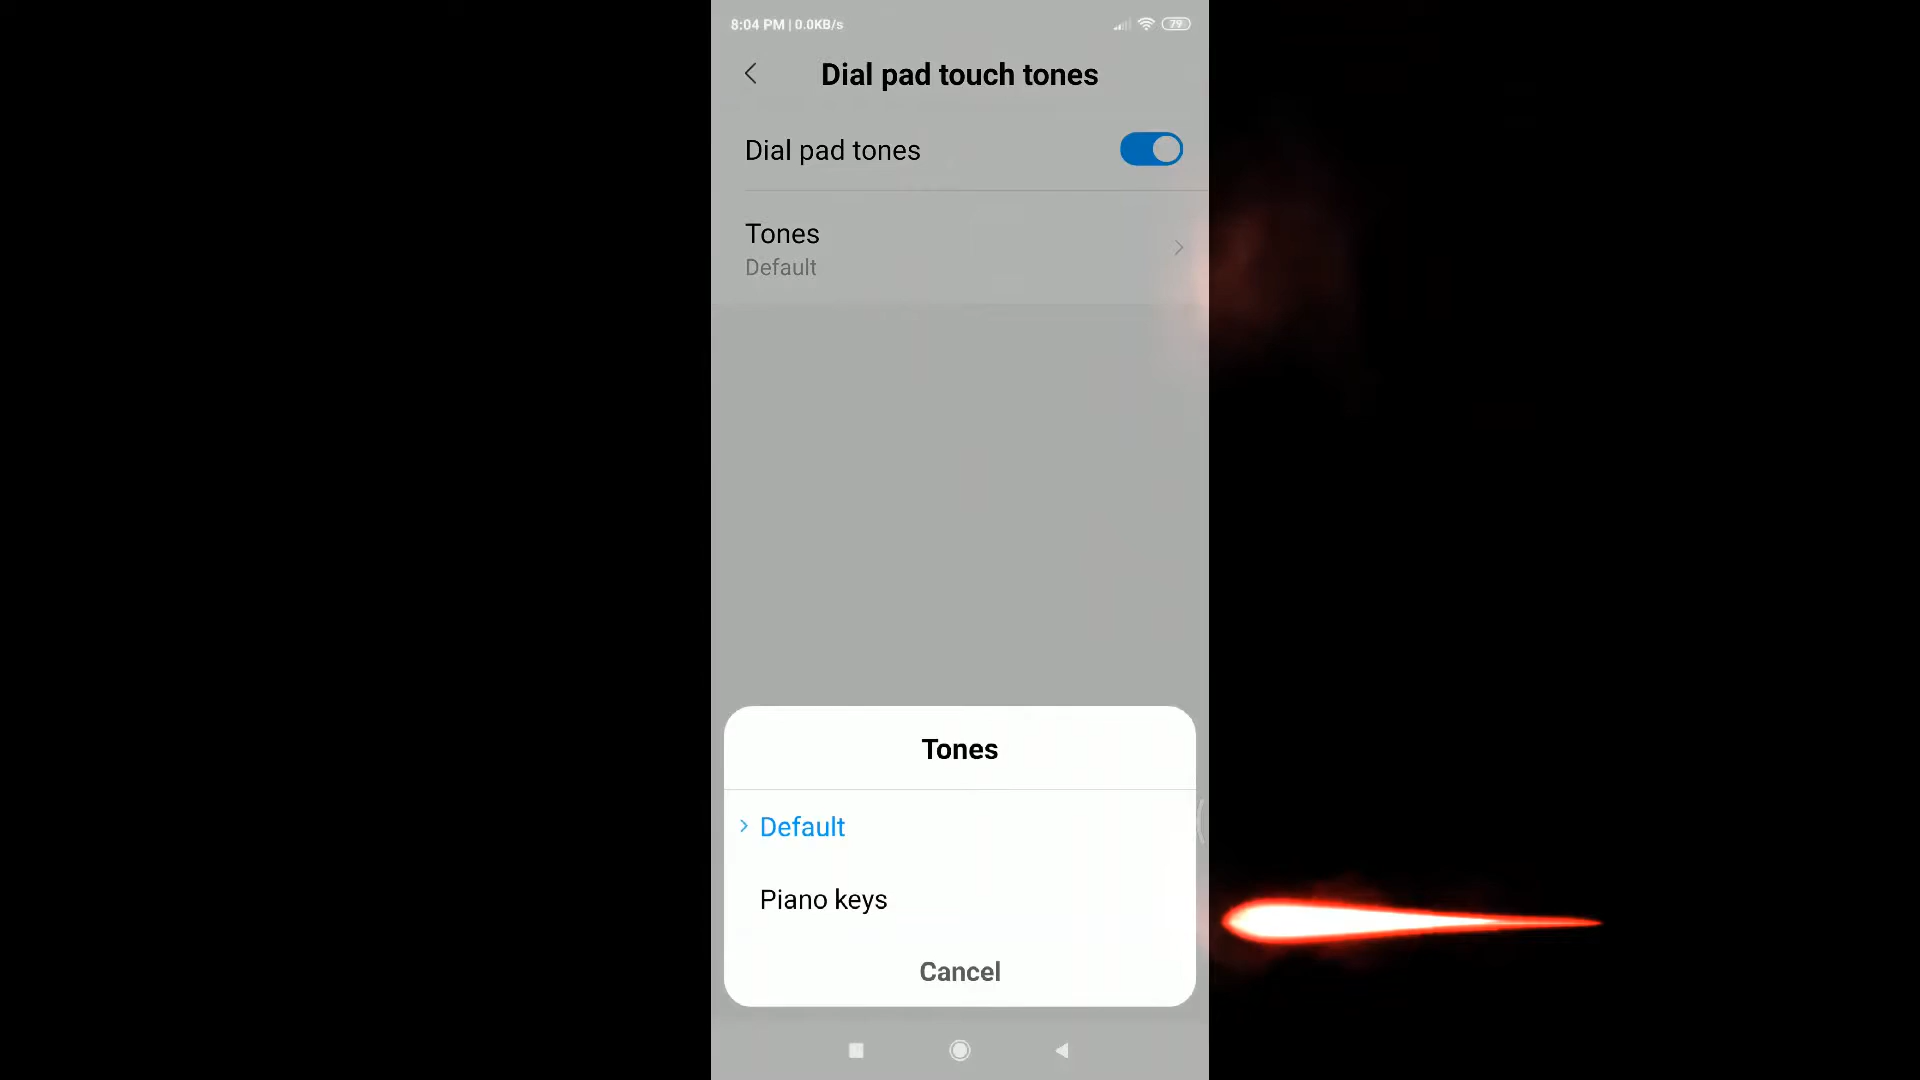 8:04 PM | 0.0KB/s
79
Dial pad touch tones
Dial pad tones
Tones
Default
Tones
Default
Piano keys
Cancel